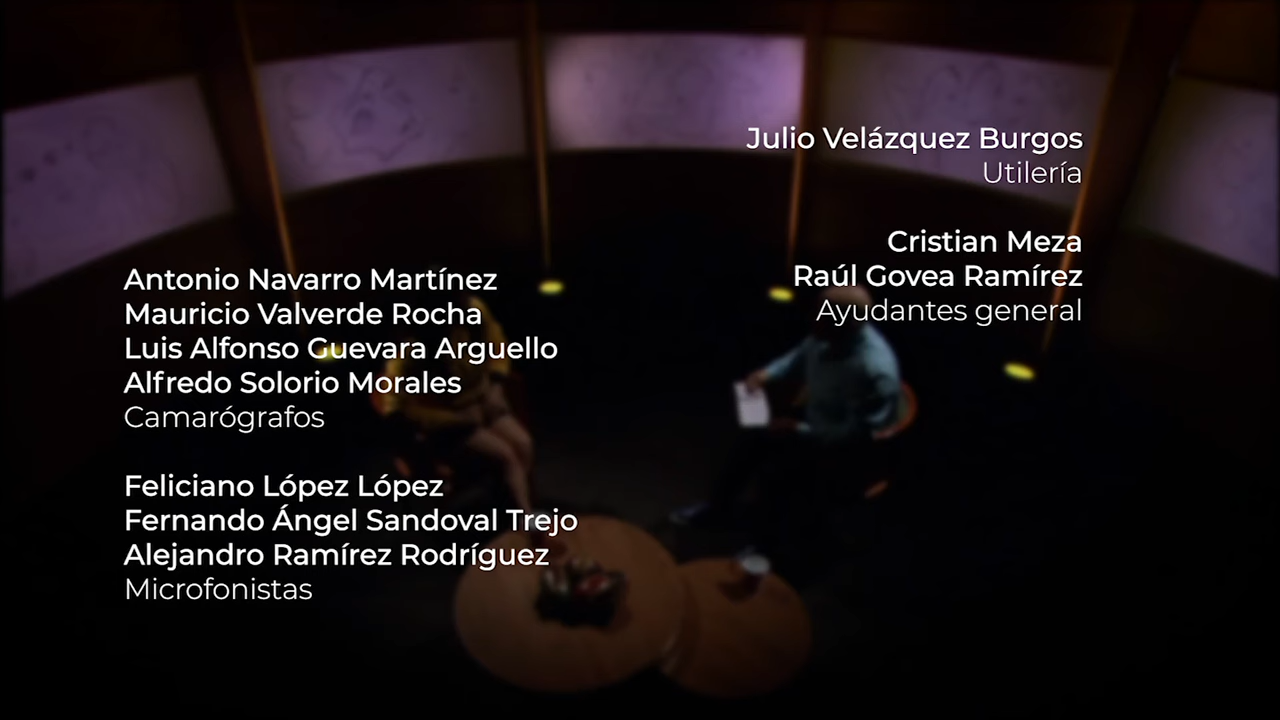 Antonio Navarro Martínez
Mauricio Valverde Rocha
Luis Alfonso Guevara Arguello
Alfredo Solorio Morales
Camarógrafos
Feliciano López López
Fernando Ángel Sandoval Trejo
Alejandro Ramírez Rodríguez
Microfonistas
Julio Velázquez Burgos
Utilería
Cristian Meza
Raúl Govea Ramírez
Ayudantes general